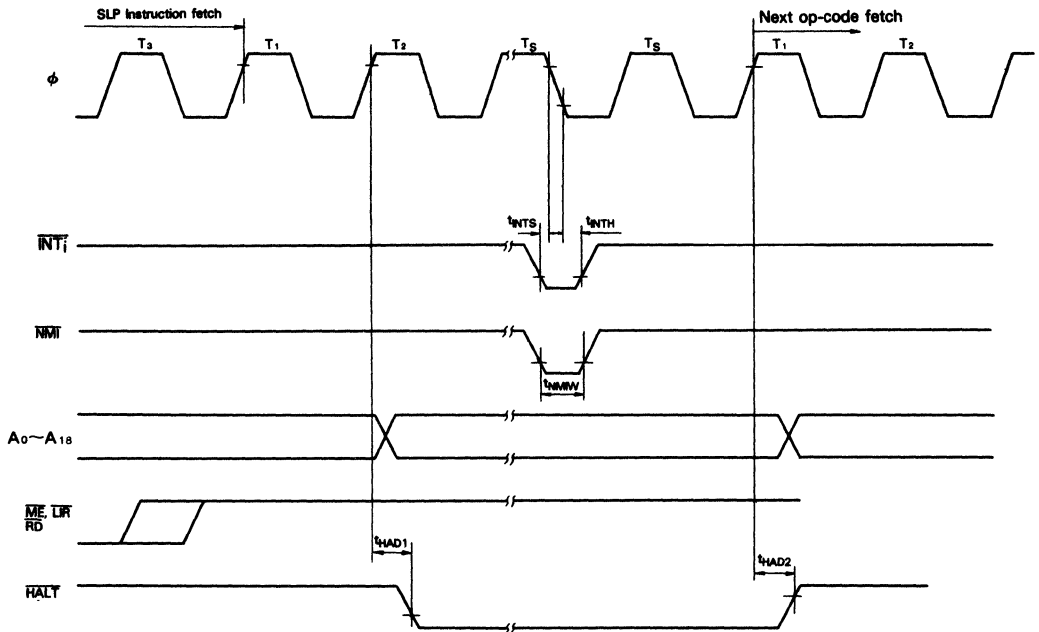 SLP Instruction fetch
Next op-code fetch
T3 T1 T2 TS TS T1 T2
φ
tINTS tINTH
INTi
NMI
tNMIW
A0~A18
ME, LIR
RD
tHAD1 tHAD2
HALT